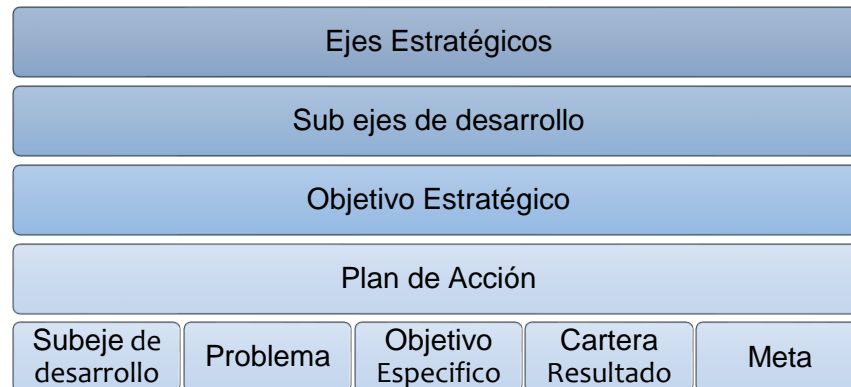 Ejes Estratégicos
Sub ejes de desarrollo
Objetivo Estratégico
Plan de Acción
Subeje de
desarrollo
Problema
Objetivo
Especifico
Cartera
Resultado
Meta